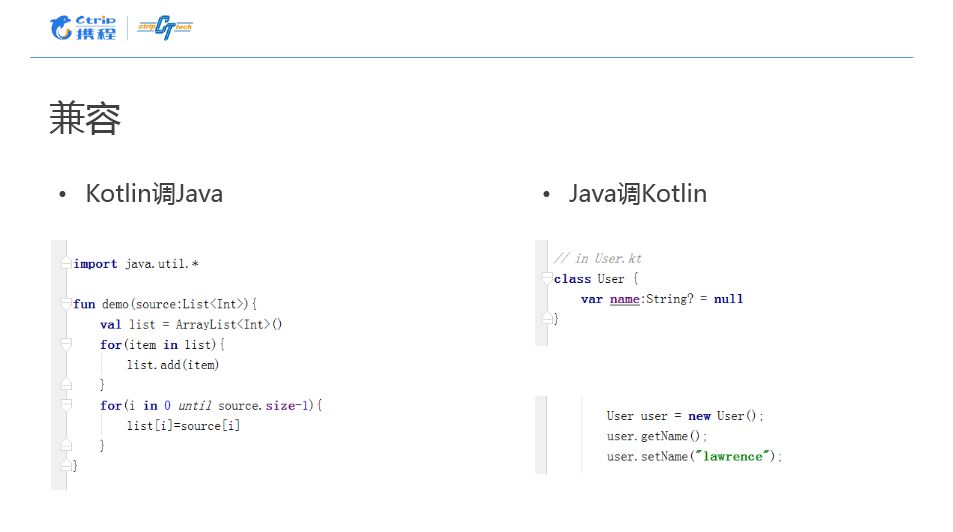 Ctrip
携程
ctrip CT tech
兼容
• Kotlin调Java
import java.util.*
fun demo(source:List<Int>){
val list = ArrayList<Int>()
for(item in list){
list.add(item)
}
for(i in 0 until source.size-1){
list[i]=source[i]
}
}
• Java调Kotlin
// in User.kt
class User {
var name:String? = null
}
User user = new User();
user.getName();
user.setName("lawrence");